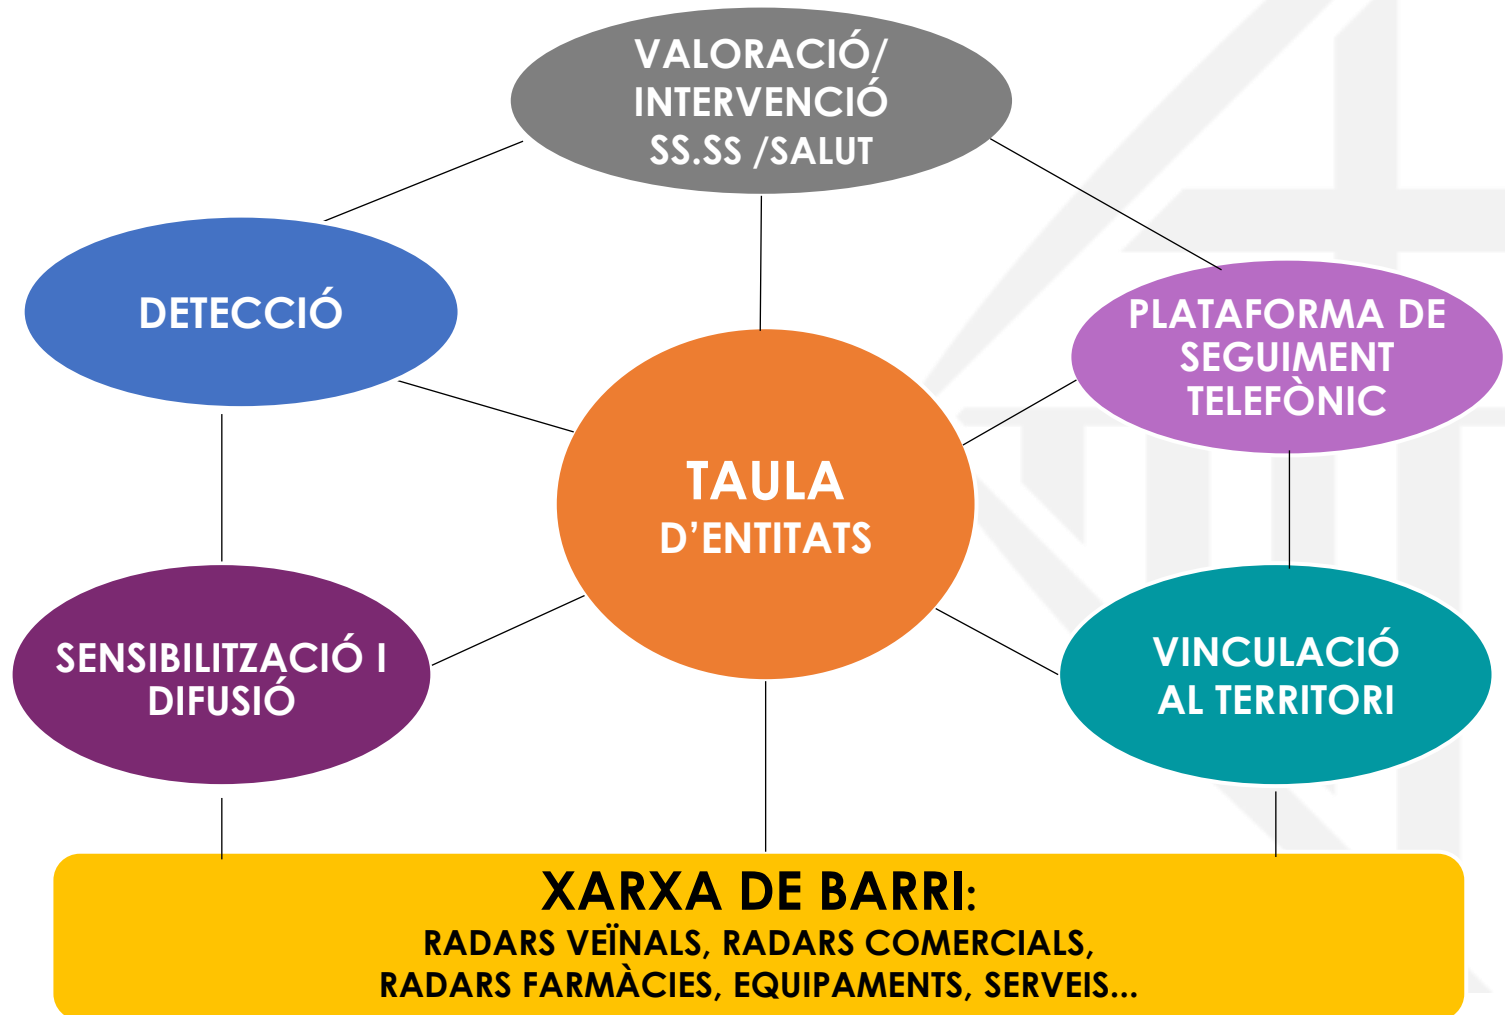 VALORACIÓ/
INTERVENCIÓ
SS.SS /SALUT
DETECCIÓ
PLATAFORMA DE
SEGUIMENT
TELEFÒNIC
TAULA
D’ENTITATS
SENSIBILITZACIÓ I
DIFUSIÓ
VINCULACIÓ
AL TERRITORI
XARXA DE BARRI:
RADARS VEÏNALS, RADARS COMERCIALS,
RADARS FARMÀCIES, EQUIPAMENTS, SERVEIS...